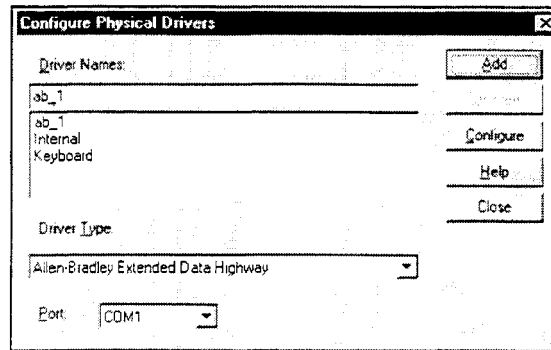 Configure Physical Drivers
Driver Names:
ab_1
ab_1
Internal
Keyboard
Driver Type:
Allen-Bradley Extended Data Highway
Port:
COM1
Add
Configure
Help
Close